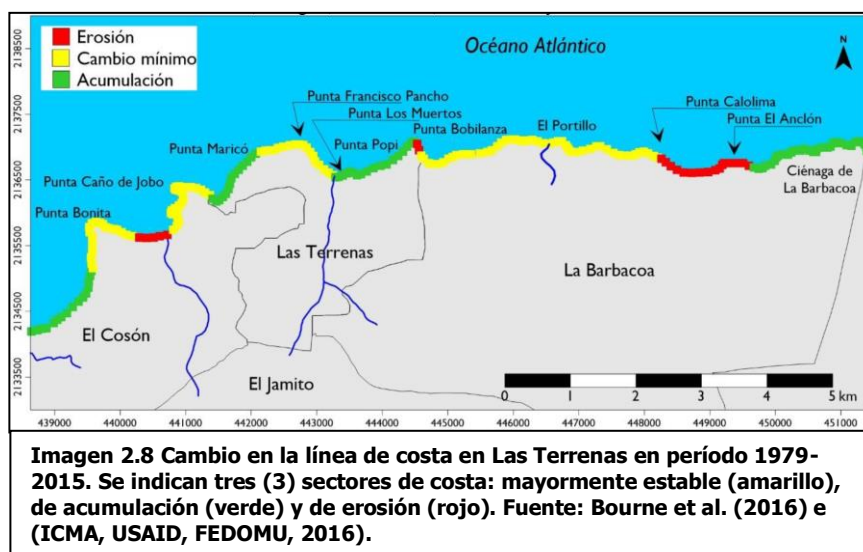 Erosión
Cambio mínimo
Acumulación
Océano Atlántico
N
Punta Francisco Pancho
Punta Los Muertos
Punta Calolima
Punta El Anclón
Punta Maricó
Punta Popi
Punta Bobilanza
El Portillo
Punta Caño de Jobo
Ciénaga de
La Barbacoa
Punta Bonita
Las Terrenas
La Barbacoa
El Cosón
El Jamito
0 1 2 3 4 5 km
2138500
2137500
2136500
2135500
2134500
2133500
439000 440000 441000 442000 443000 444000 445000 446000 447000 448000 449000 450000 451000
Imagen 2.8 Cambio en la línea de costa en Las Terrenas en período 1979-
2015. Se indican tres (3) sectores de costa: mayormente estable (amarillo),
de acumulación (verde) y de erosión (rojo). Fuente: Bourne et al. (2016) e
(ICMA, USAID, FEDOMU, 2016).